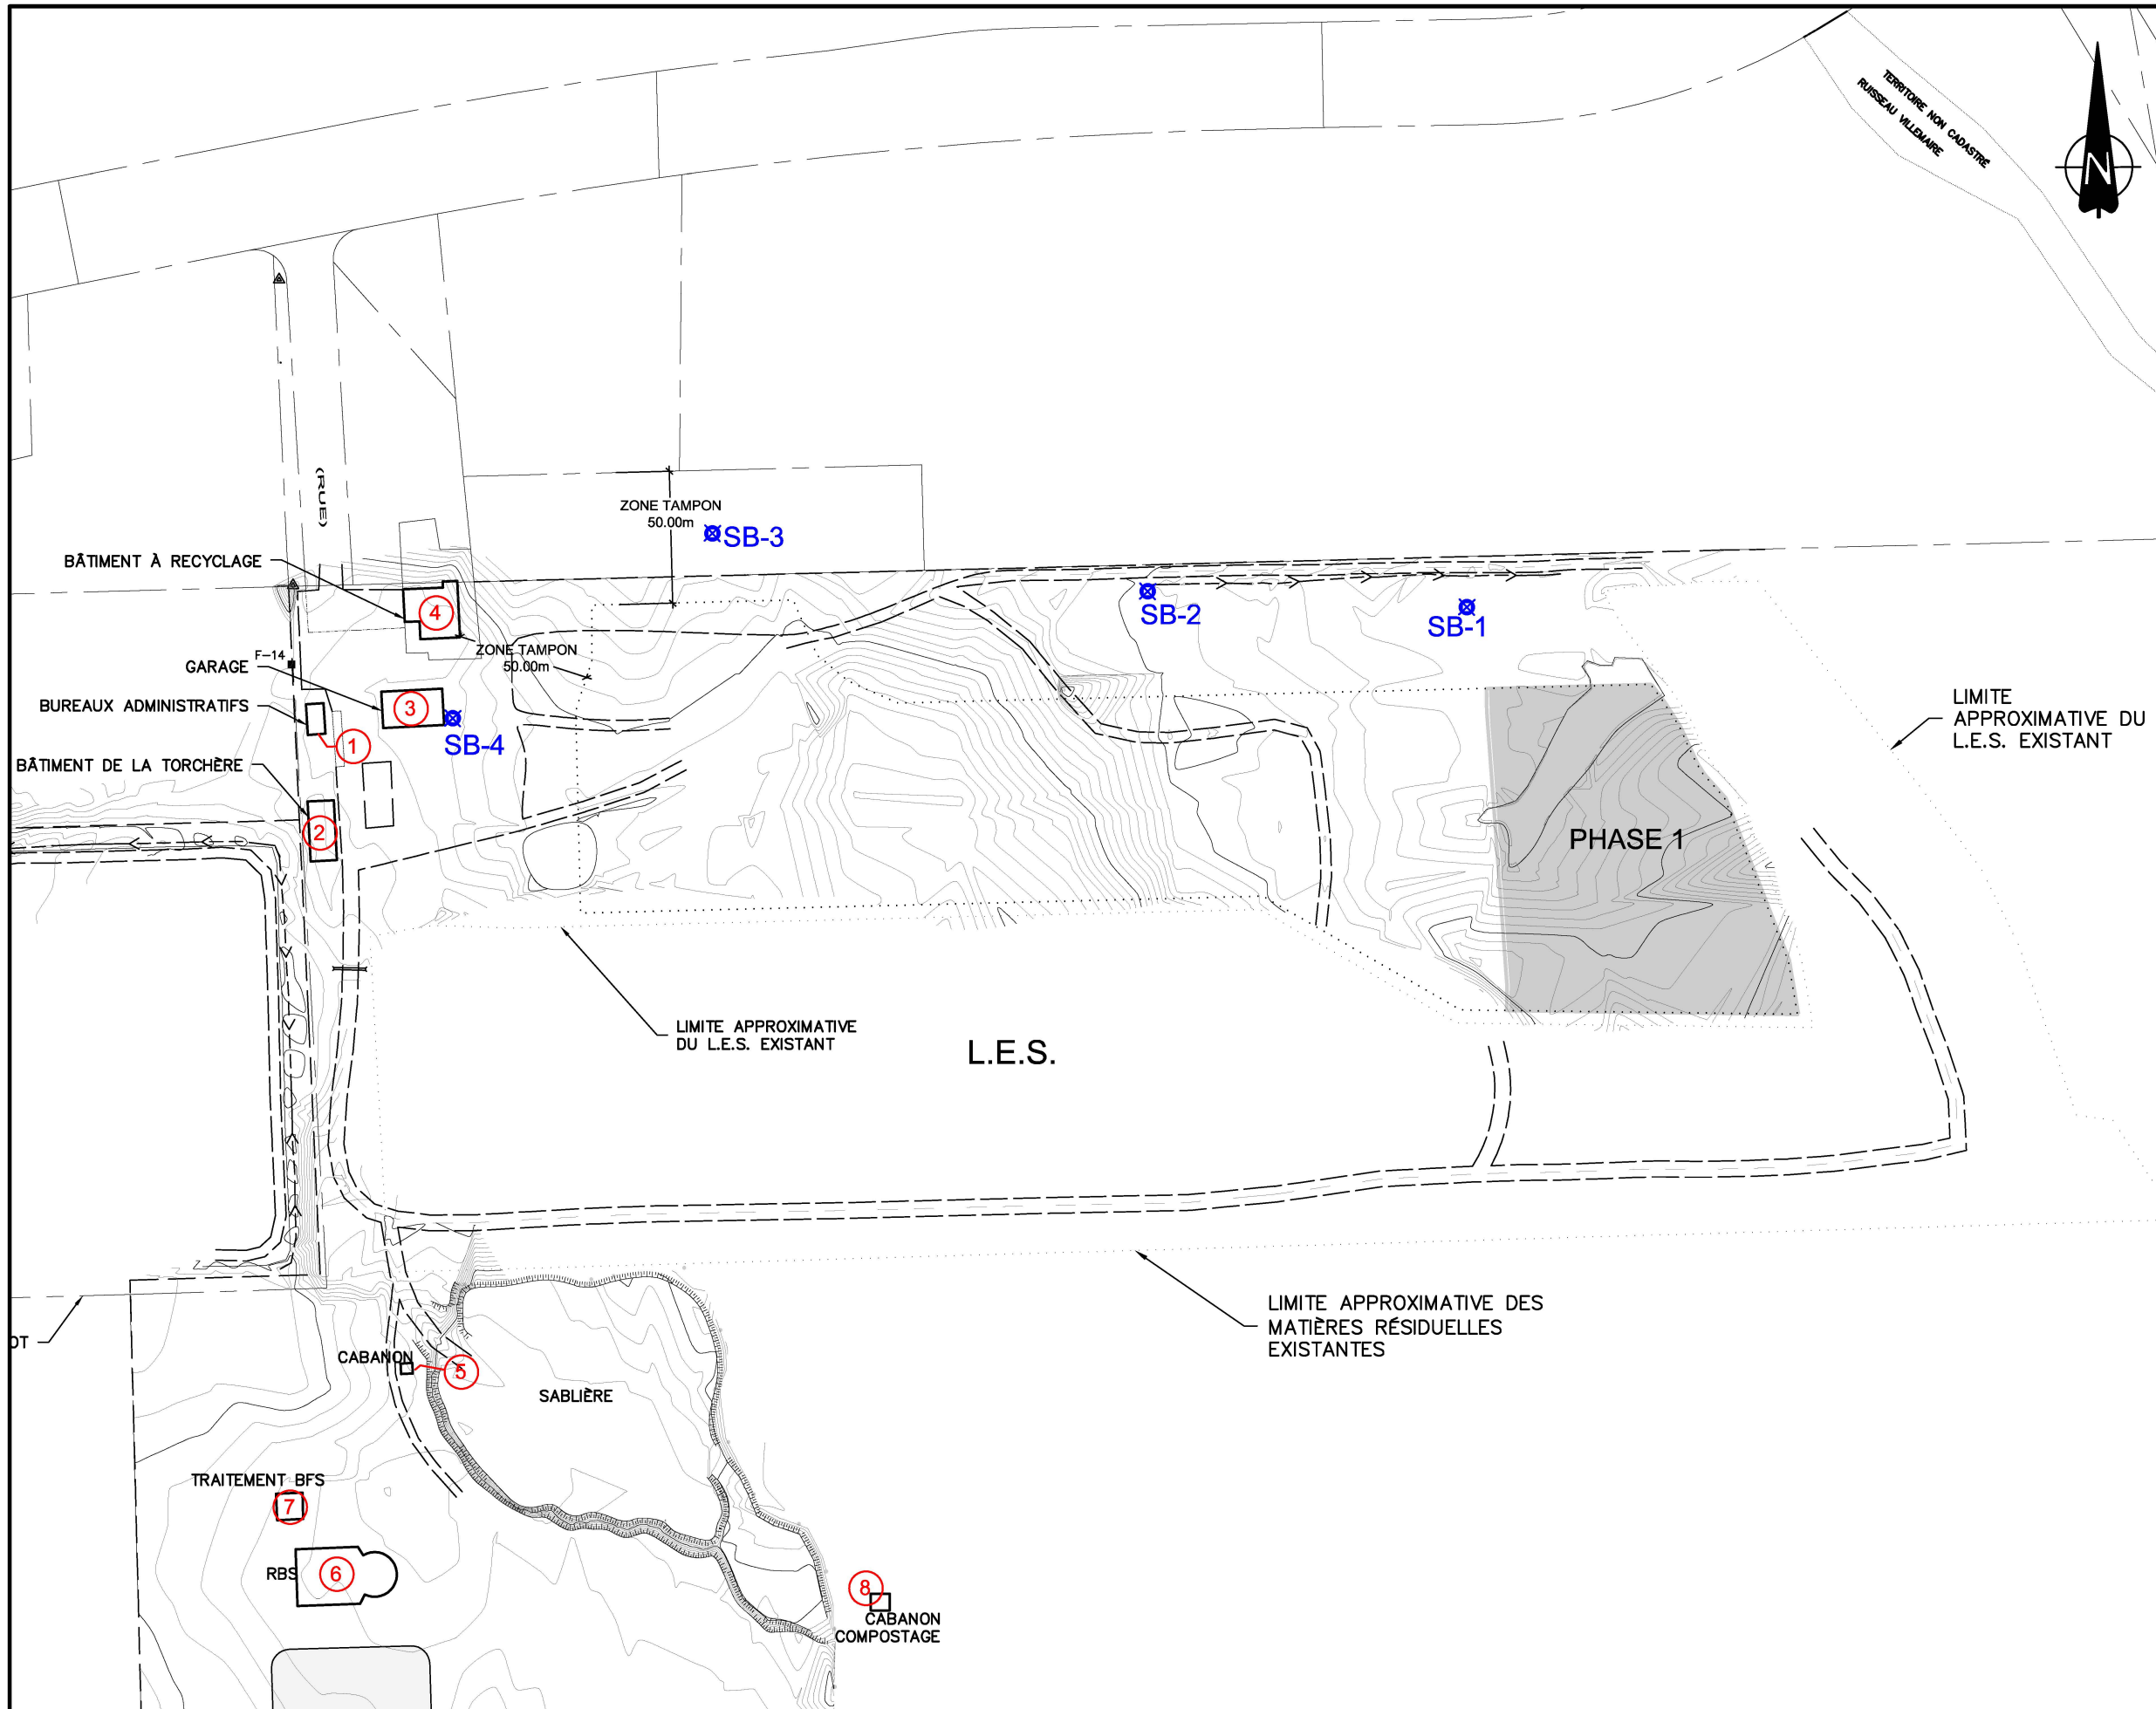 TERRITOIRE NON CADASTRÉ
RUISSEAU VILLEMAIRE
N
(RUE)
ZONE TAMPON
50.00m
SB-3
BÂTIMENT À RECYCLAGE
4
SB-2
SB-1
ZONE TAMPON
50.00m
F-14
GARAGE
3
BUREAUX ADMINISTRATIFS
1
SB-4
LIMITE
APPROXIMATIVE DU
L.E.S. EXISTANT
BÂTIMENT DE LA TORCHÈRE
2
PHASE 1
LIMITE APPROXIMATIVE
DU L.E.S. EXISTANT
L.E.S.
LIMITE APPROXIMATIVE DES
MATIÈRES RÉSIDUELLES
EXISTANTES
OT
CABANON
5
SABLIÈRE
TRAITEMENT BFS
7
RBS
6
8
CABANON
COMPOSTAGE